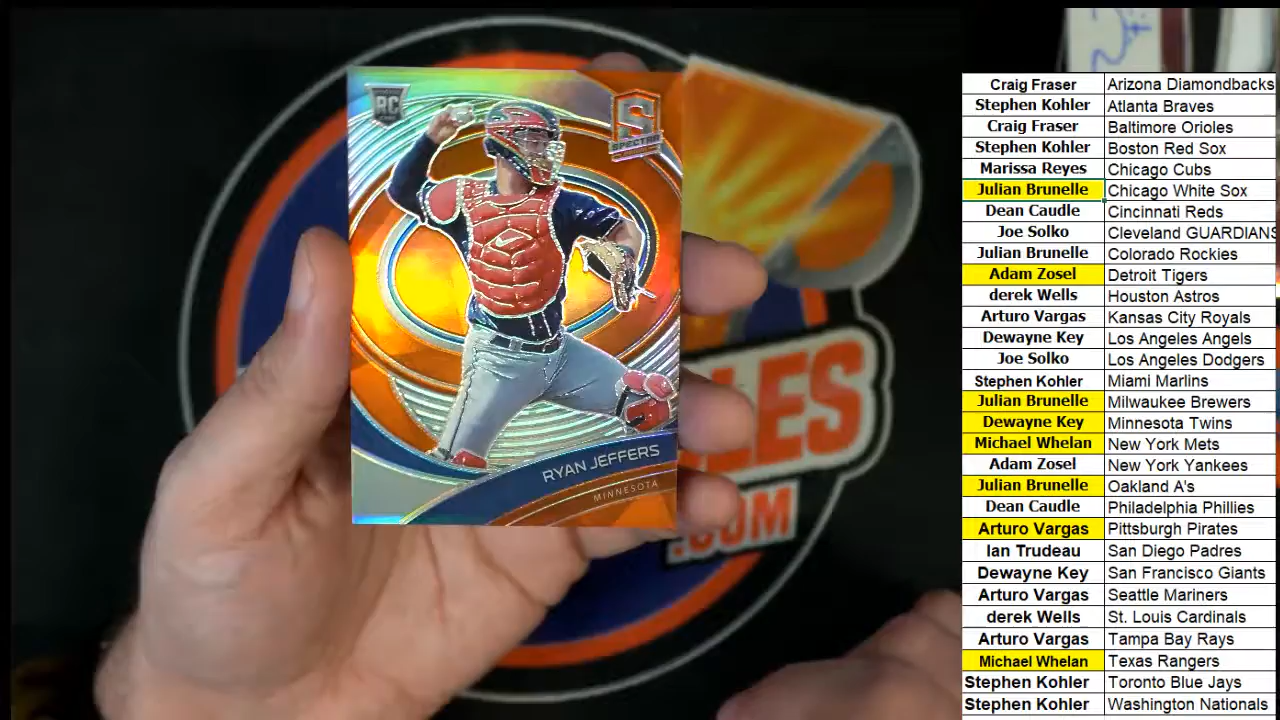 RC
S
SPECTRA
RYAN JEFFERS
MINNESOTA
LES
.COM
Craig Fraser Arizona Diamondbacks
Stephen Kohler Atlanta Braves
Craig Fraser Baltimore Orioles
Stephen Kohler Boston Red Sox
Marissa Reyes Chicago Cubs
Julian Brunelle Chicago White Sox
Dean Caudle Cincinnati Reds
Joe Solko Cleveland GUARDIANS
Julian Brunelle Colorado Rockies
Adam Zosel Detroit Tigers
derek Wells Houston Astros
Arturo Vargas Kansas City Royals
Dewayne Key Los Angeles Angels
Joe Solko Los Angeles Dodgers
Stephen Kohler Miami Marlins
Julian Brunelle Milwaukee Brewers
Dewayne Key Minnesota Twins
Michael Whelan New York Mets
Adam Zosel New York Yankees
Julian Brunelle Oakland A's
Dean Caudle Philadelphia Phillies
Arturo Vargas Pittsburgh Pirates
Ian Trudeau San Diego Padres
Dewayne Key San Francisco Giants
Arturo Vargas Seattle Mariners
derek Wells St. Louis Cardinals
Arturo Vargas Tampa Bay Rays
Michael Whelan Texas Rangers
Stephen Kohler Toronto Blue Jays
Stephen Kohler Washington Nationals